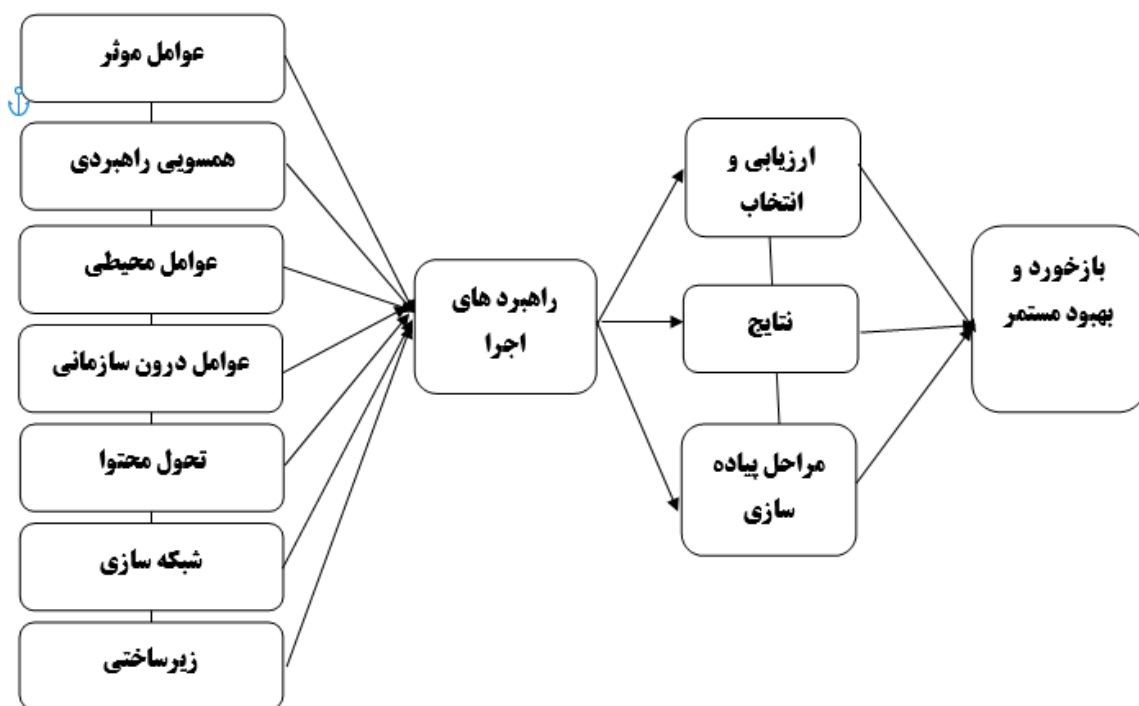 عوامل موثر
همسویی راهبردی
عوامل محیطی
عوامل درون سازمانی
تحول محتوا
شبکه سازی
زیرساختی
راهبرد های
اجرا
ارزیابی و
انتخاب
نتایج
مراحل پیاده
سازی
بازخورد و
بهبود مستمر